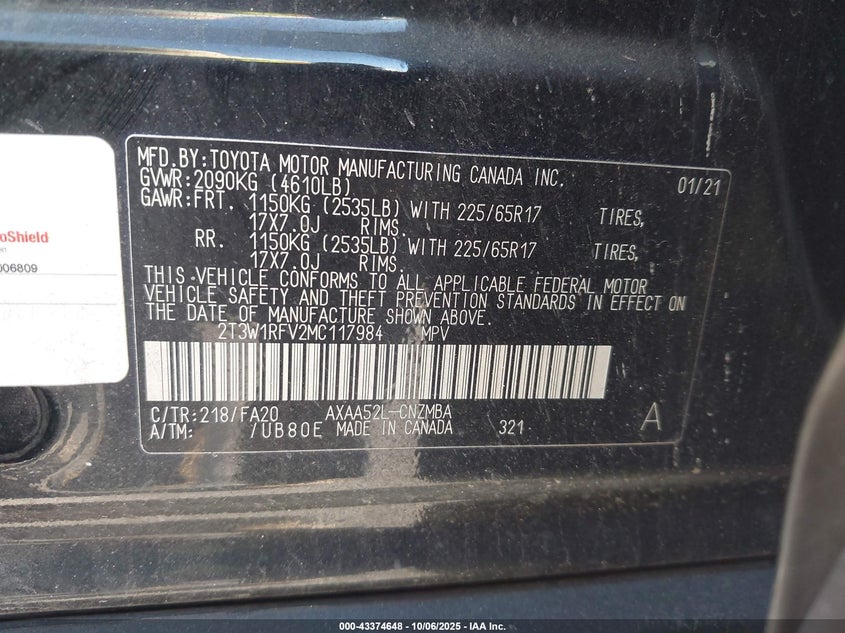 MFD.BY:TOYOTA MOTOR MANUFACTURING CANADA INC. 01/21
GVWR:2090KG (4610LB)
GAWR:FRT. 1150KG (2535LB) WITH 225/65R17 TIRES,
17X7.0J RIMS.
RR. 1150KG (2535LB) WITH 225/65R17 TIRES,
17X7.0J RIMS.
THIS VEHICLE CONFORMS TO ALL APPLICABLE FEDERAL MOTOR
VEHICLE SAFETY AND THEFT PREVENTION STANDARDS IN EFFECT ON
THE DATE OF MANUFACTURE SHOWN ABOVE.
2T3W1RFV2MC117984 MPV
C/TR:218/FA20 AXAA52L-CNZMBA
A/TM: /UB80E MADE IN CANADA 321 A
oShield
006809
000-43374648 - 10/06/2025 - IAA Inc.